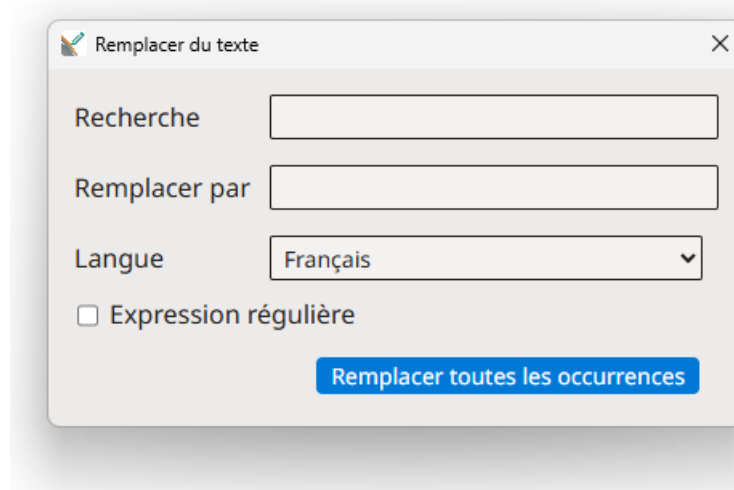 Remplacer du texte
Recherche
Remplacer par
Langue
Français
Expression régulière
Remplacer toutes les occurrences